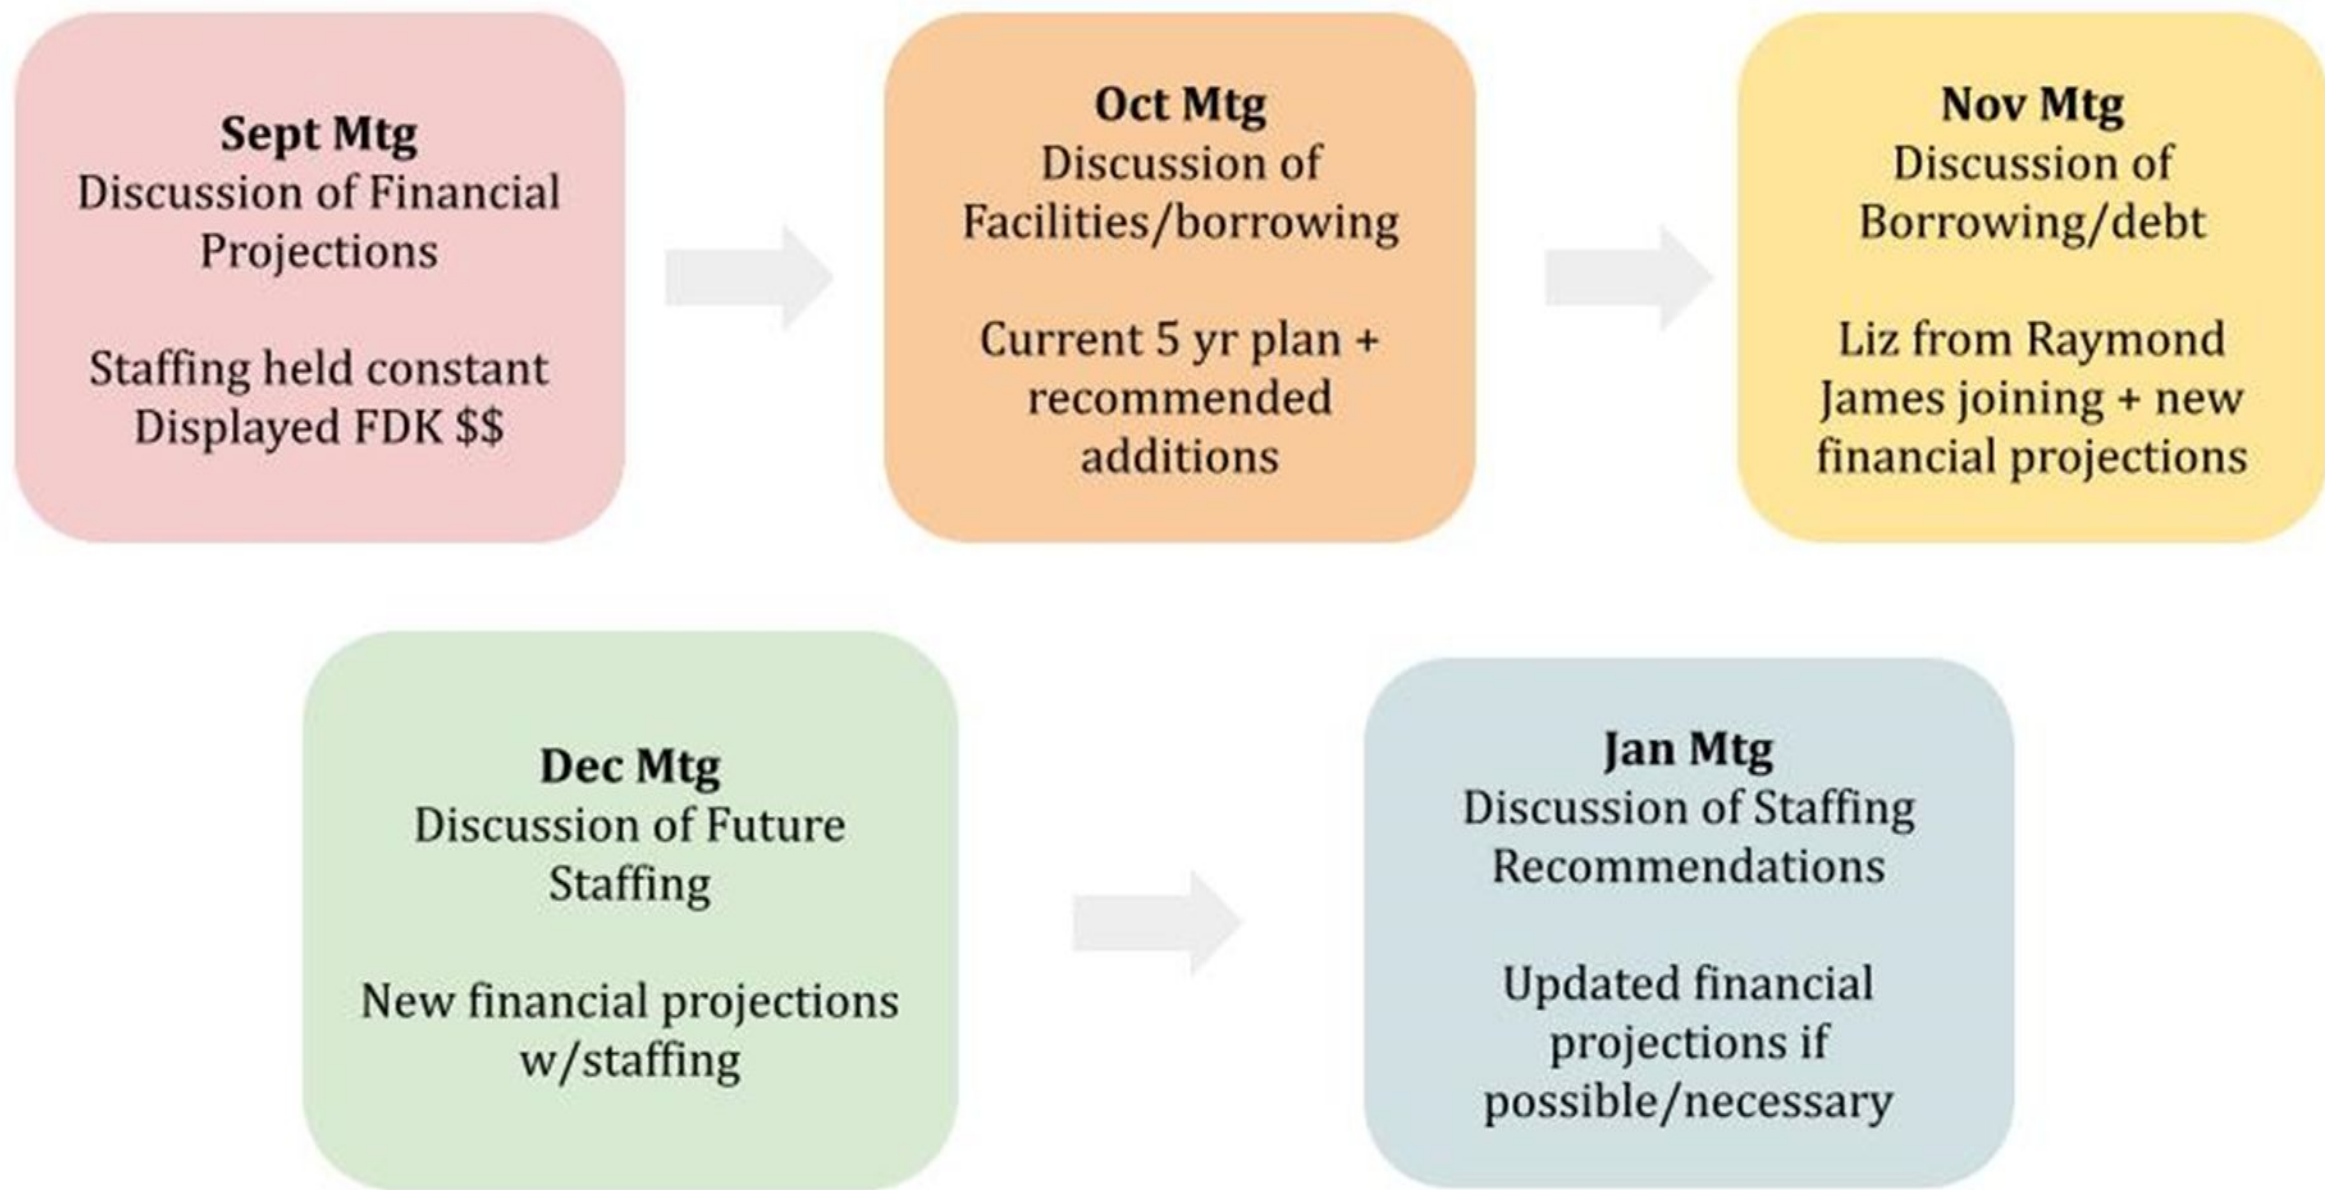 Sept Mtg
Discussion of Financial
Projections
Staffing held constant
Displayed FDK $$
Oct Mtg
Discussion of
Facilities/borrowing
Current 5 yr plan +
recommended
additions
Nov Mtg
Discussion of
Borrowing/debt
Liz from Raymond
James joining + new
financial projections
Dec Mtg
Discussion of Future
Staffing
New financial projections
w/staffing
Jan Mtg
Discussion of Staffing
Recommendations
Updated financial
projections if
possible/necessary